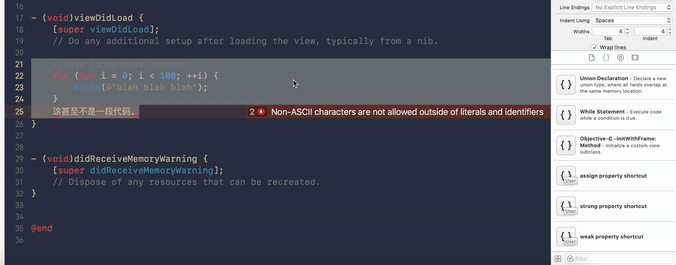 16
17 - (void)viewDidLoad {
18 [super viewDidLoad];
19 // Do any additional setup after loading the view, typically from a nib.
20
21
22 for (int i = 0; i < 100; ++i) {
23 NSLog(@"blah blah blah");
24 }
25 这甚至不是一段代码。 2 Non-ASCII characters are not allowed outside of literals and identifiers
26 }
27
28
29 - (void)didReceiveMemoryWarning {
30 [super didReceiveMemoryWarning];
31 // Dispose of any resources that can be recreated.
32 }
33
34
35 @end
36
Line Endings No Explicit Line Endings
Indent Using Spaces
Widths 4 4
Tab Indent
Wrap lines
{ } Union Declaration - Declare a new union type, where all fields overlap at the same memory location.
{ } While Statement - Execute code while a condition is true.
{ } Objective-C -initWithFrame: Method - Initialize a custom view subclass.
{ } User assign property shortcut
{ } User strong property shortcut
{ } User weak property shortcut
Filter